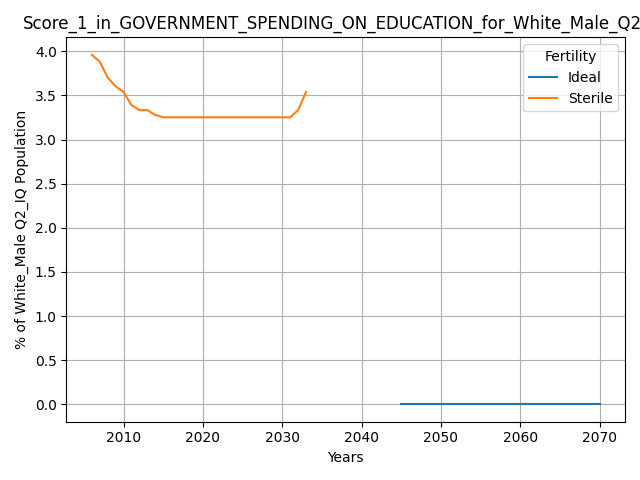 Score_1_in_GOVERNMENT_SPENDING_ON_EDUCATION_for_White_Male_Q2
Fertility
Ideal
Sterile
% of White_Male Q2_IQ Population
4.0
3.5
3.0
2.5
2.0
1.5
1.0
0.5
0.0
2010 2020 2030 2040 2050 2060 2070
Years